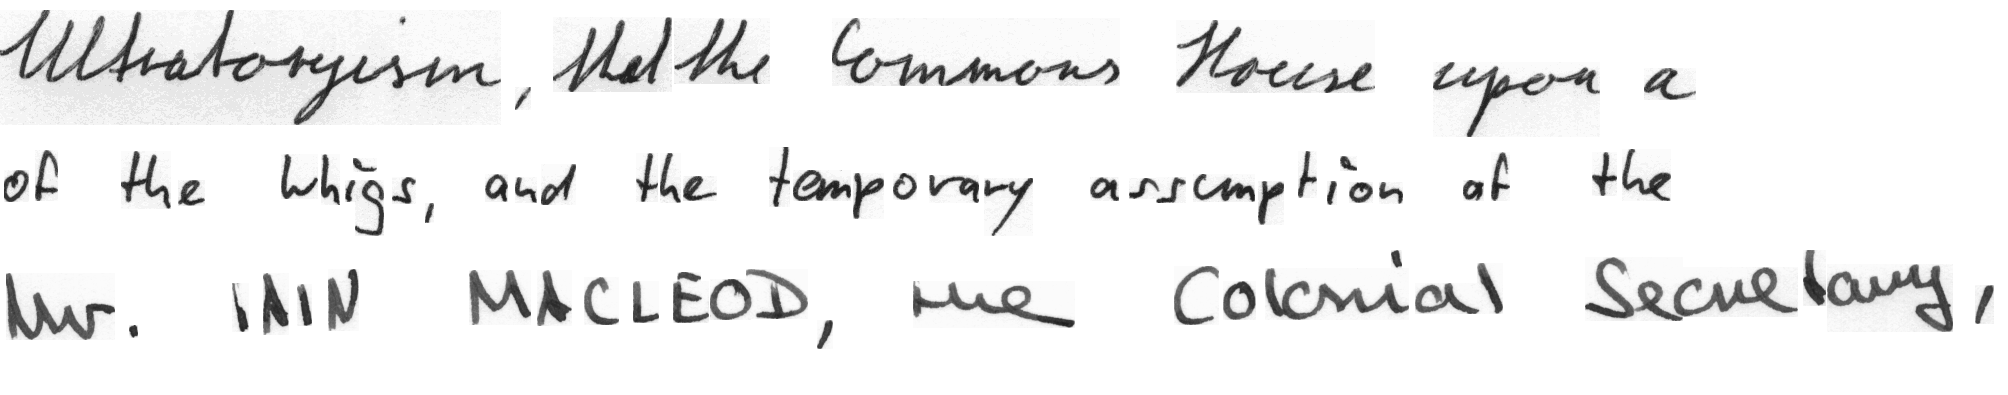 Ultratoryism, that the Commons House upon a
of the Whigs, and the temporary assumption of the
Mr. IAIN MACLEOD, the Colonial Secretary,